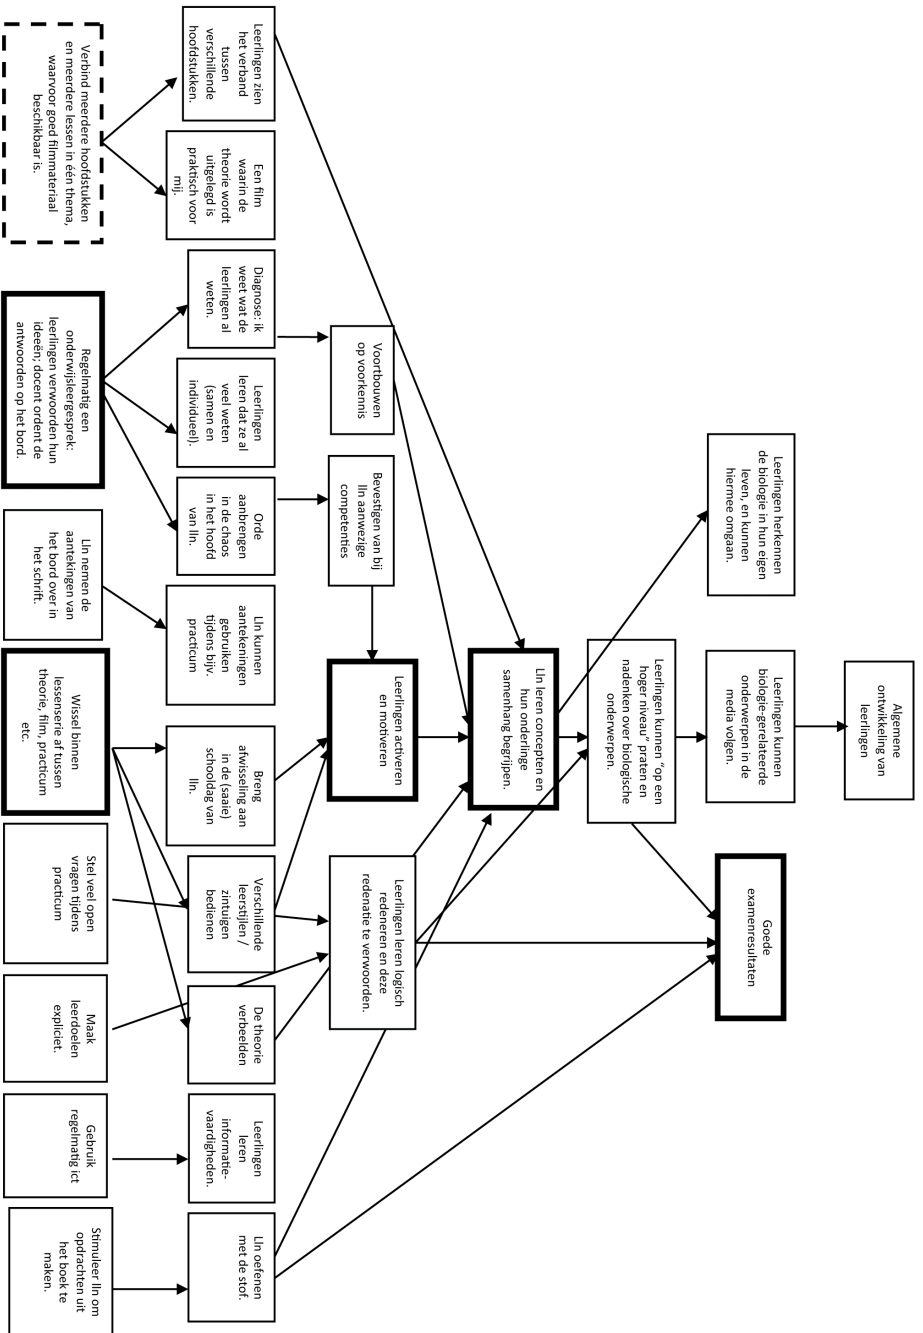 Algemene
ontwikkeling van
leerlingen
Leerlingen herkennen
de biologie in hun eigen
leven, en kunnen
hiermee omgaan.
Leerlingen kunnen
biologie-gerelateerde
onderwerpen in de
media volgen.
Goede
examenresultaten
Leerlingen kunnen "op een
hoger niveau" praten en
nadenken over biologische
onderwerpen.
Lln leren concepten en
hun onderlinge
samenhang begrijpen.
Voortbouwen
op voorkennis
Bevestigen van bij
lln aanwezige
competenties
Leerlingen activeren
en motiveren
Leerlingen leren logisch
redeneren en deze
redenatie te verwoorden.
Leerlingen zien
het verband
tussen
verschillende
hoofdstukken.
Een film
waarin de
theorie wordt
uitgelegd is
praktisch voor
mij.
Diagnose: ik
weet wat de
leerlingen al
weten.
Leerlingen
leren dat ze al
veel weten
(samen en
individueel).
Orde
aanbrengen
in de chaos
in het hoofd
van lln.
Lln kunnen
aantekeningen
gebruiken
tijdens bijv.
practicum
Breng
afwisseling aan
in de (saaie)
schooldag van
lln.
Verschillende
leerstijlen /
zintuigen
bedienen
De theorie
verbeelden
Leerlingen
leren
informatie-
vaardigheden.
Lln oefenen
met de stof.
Verbind meerdere hoofdstukken
en meerdere lessen in één thema,
waarvoor goed filmmateriaal
beschikbaar is.
Regelmatig een
onderwijsleergesprek:
leerlingen verwoorden hun
ideeën; docent ordent de
antwoorden op het bord.
Lln nemen de
aantekingen van
het bord over in
het schrift.
Wissel binnen
lessenserie af tussen
theorie, film, practicum
etc.
Stel veel open
vragen tijdens
practicum
Maak
leerdoelen
expliciet.
Gebruik
regelmatig ict
Stimuleer lln om
opdrachten uit
het boek te
maken.